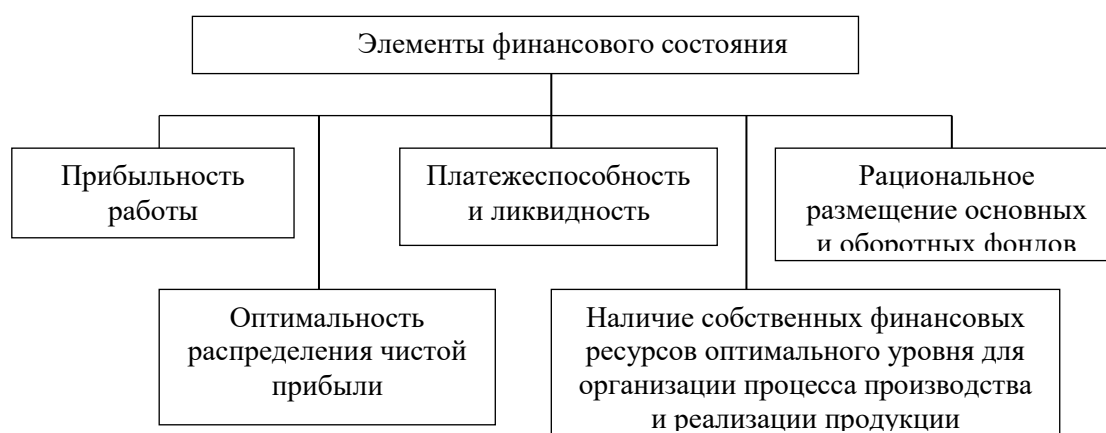 Элементы финансового состояния
Прибыльность
работы
Платежеспособность
и ликвидность
Рациональное
размещение основных
и оборотных фондов
Оптимальность
распределения чистой
прибыли
Наличие собственных финансовых
ресурсов оптимального уровня для
организации процесса производства
и реализации продукции